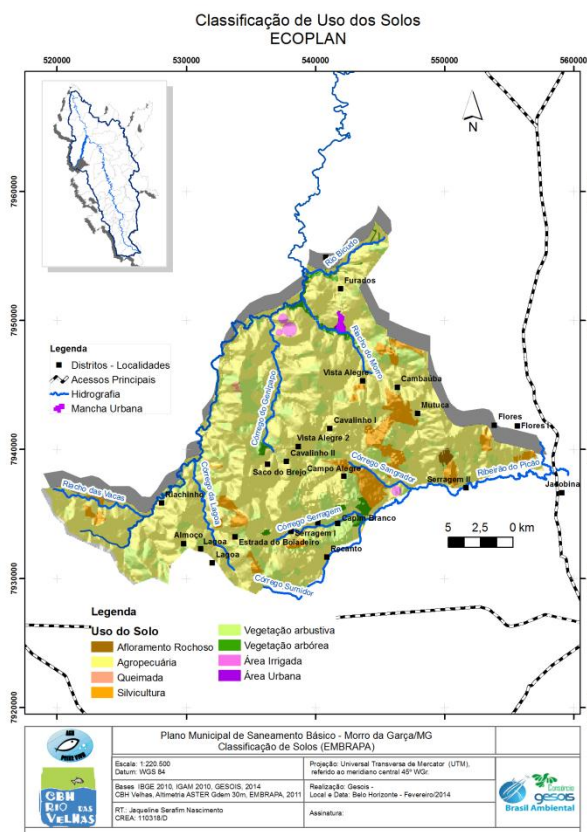 Classificação de Uso dos Solos
ECOPLAN
520000
530000
540000
550000
560000
7960000
7950000
7940000
7930000
7920000
N
Rio Bicudo
Furados
Riacho do Morro
Vista Alegre
Cambaúba
Mutuca
Córrego do Genipapo
Cavalinho I
Vista Alegre 2
Cavalinho II
Saco do Brejo
Campo Alegre
Córrego Sangrador
Flores
Flores II
Ribeirão do Picão
Serragem II
Jacobina
Riacho das Vacas
Riachinho
Córrego da Lagoa
Córrego Serragem
Capão Branco
Serragem I
Almoço
Lagoa
Estrada do Boiadeiro
Lagoa
Recanto
Córrego Sumidor
Legenda
Distritos - Localidades
Acessos Principais
Hidrografia
Mancha Urbana
5 2,5 0 km
Legenda
Uso do Solo
Afloramento Rochoso
Agropecuária
Queimada
Silvicultura
Vegetação arbustiva
Vegetação arbórea
Área Irrigada
Área Urbana
Plano Municipal de Saneamento Básico - Morro da Garça/MG
Classificação de Solos (EMBRAPA)
Escala: 1:220.500
Datum: WGS 84
Projeção: Universal Transversa de Mercator (UTM),
referido ao meridiano central 45º WGr.
Bases IBGE 2010, IGAM 2010, GESOIS, 2014
CBH Velhas, Altimetria ASTER Gdem 30m, EMBRAPA, 2011
Realização: Gesois -
Local e Data: Belo Horizonte - Fevereiro/2014
RT.: Jaqueline Serafim Nascimento
CREA: 110318/D
Assinatura:
AGB
PEIXE VIVO
CBH
RIO
DAS
VELHAS
Consórcio
gesois
Brasil Ambiental